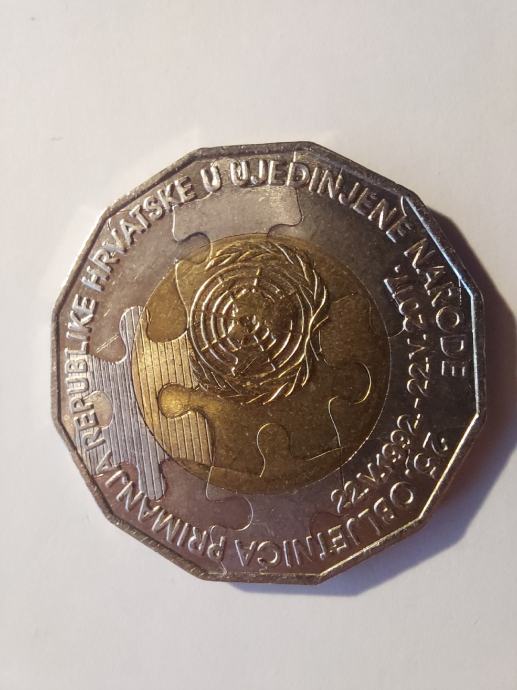 25. OBLJETNICA PRIMANJA REPUBLIKE HRVATSKE U UJEDINJENE NARODE
22.V.1992.-22.V.2017.